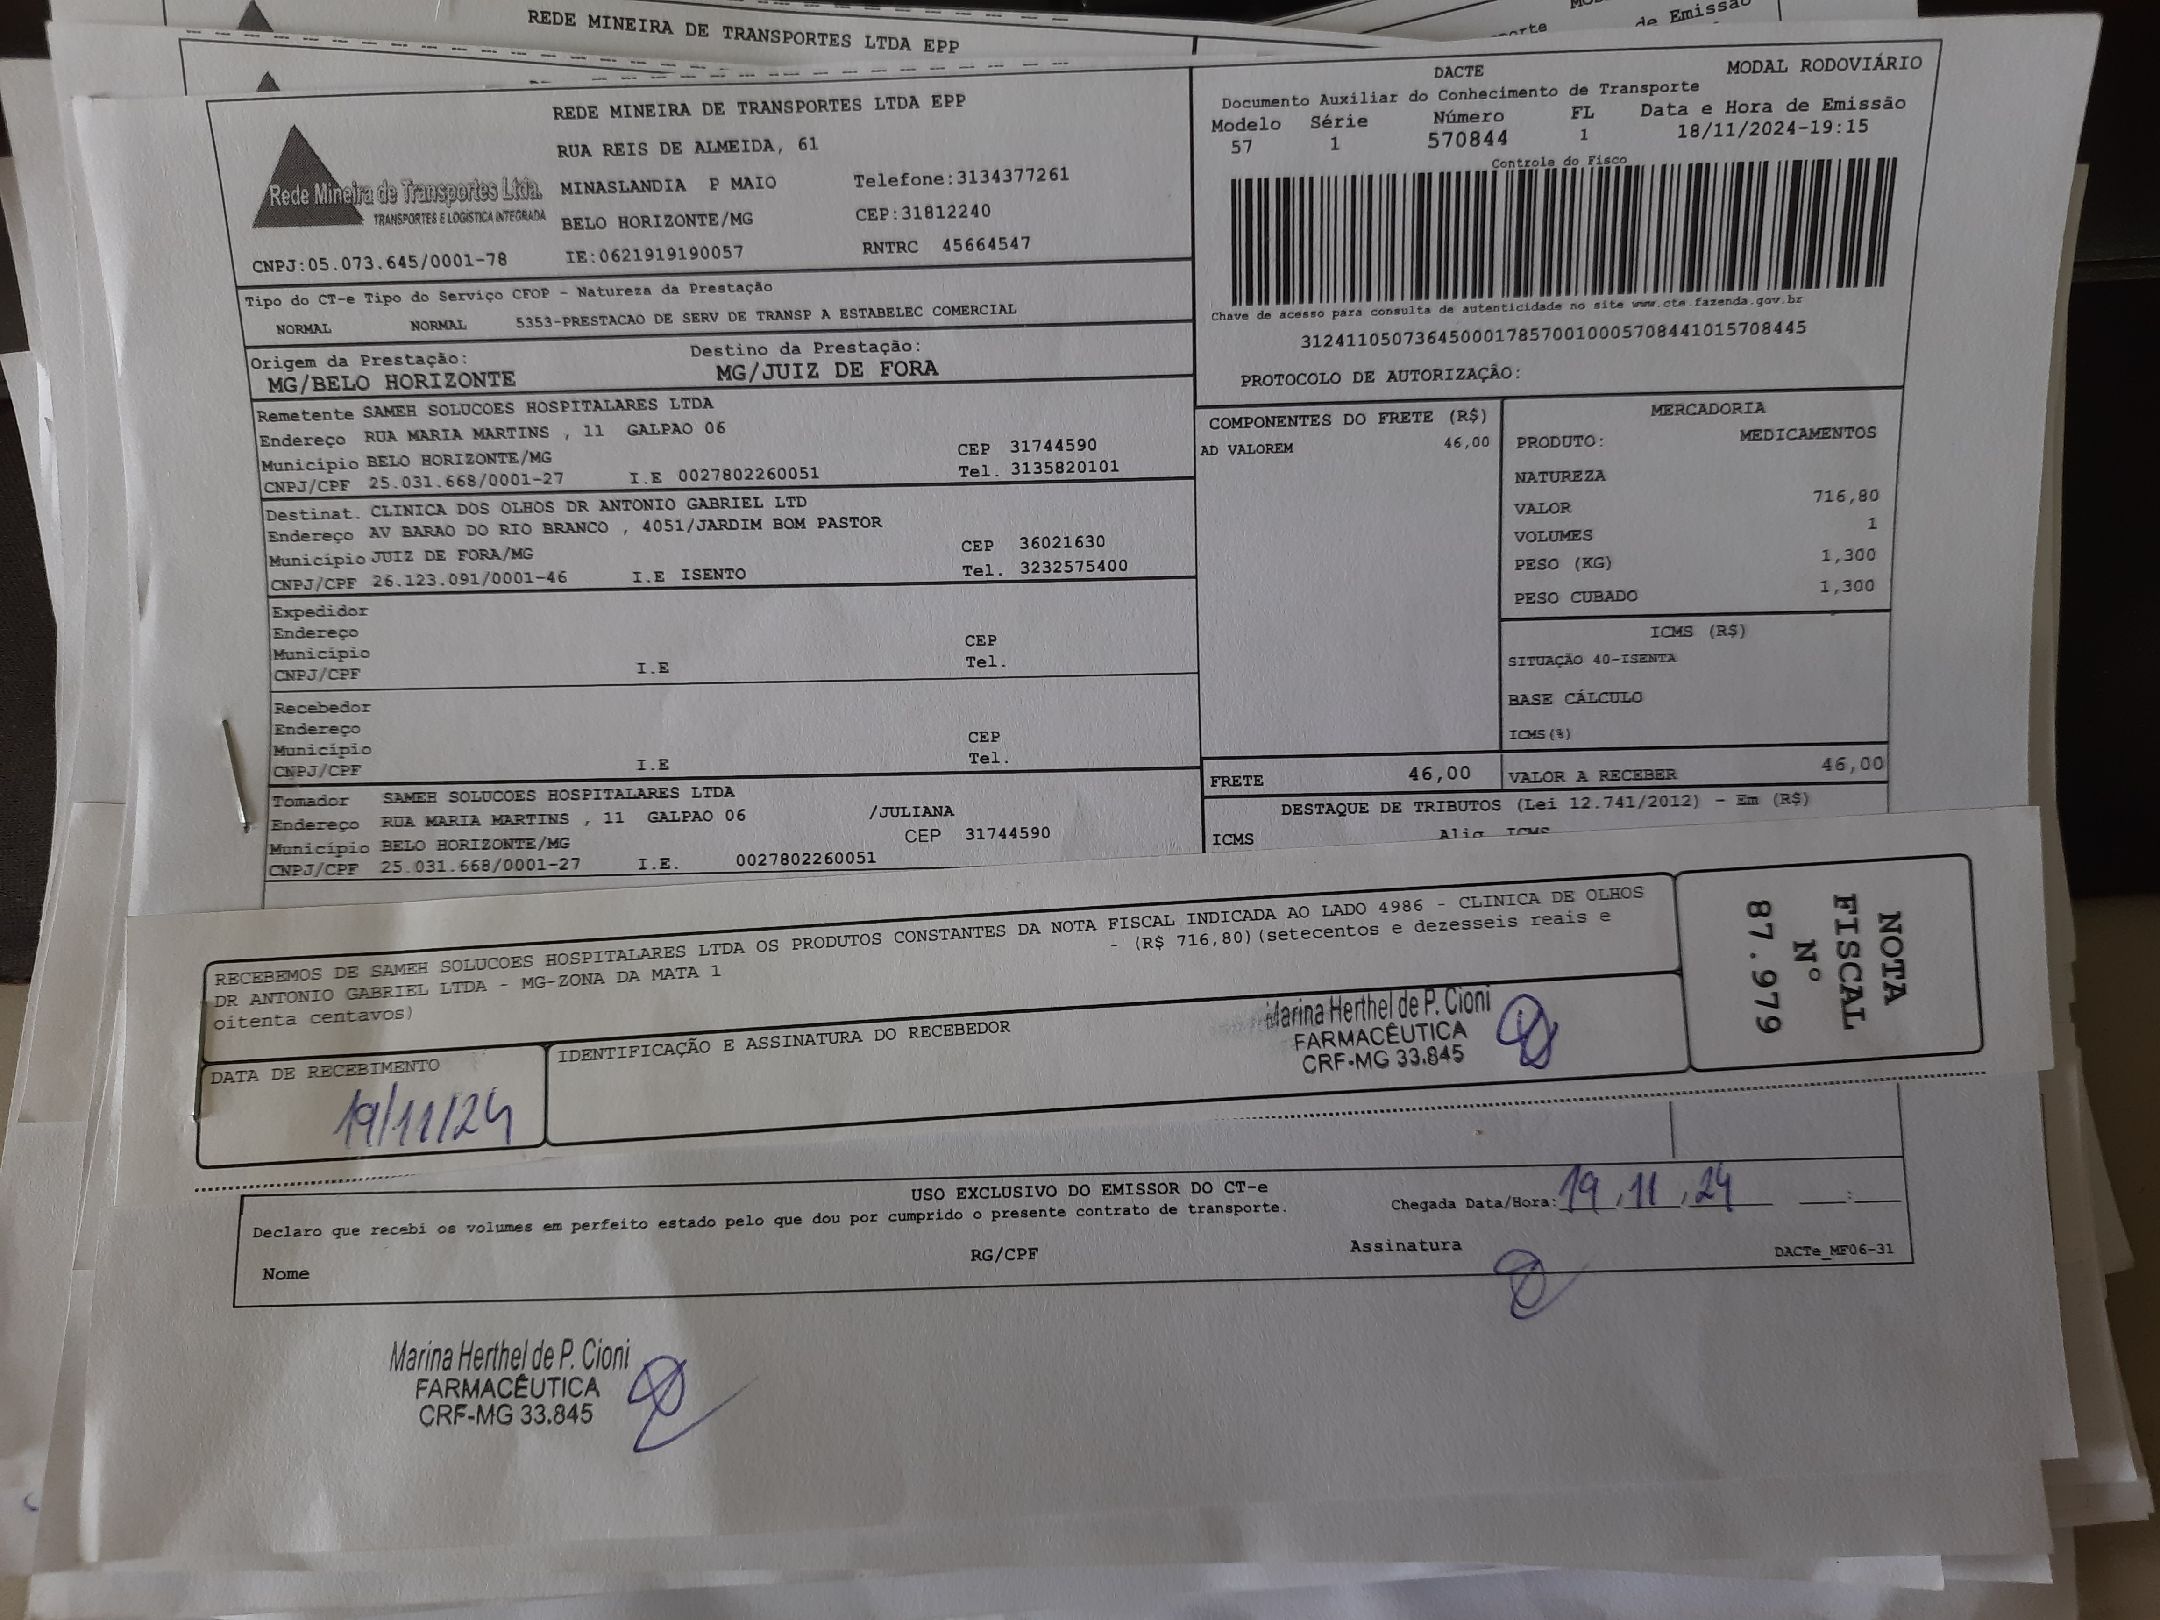 REDE MINEIRA DE TRANSPORTES LTDA EPP
de Emissão
REDE MINEIRA DE TRANSPORTES LTDA EPP
RUA REIS DE ALMEIDA, 61
MINASLANDIA P MAIO Telefone:3134377261
BELO HORIZONTE/MG CEP:31812240
CNPJ:05.073.645/0001-78 IE:0621919190057 RNTRC 45664547
Rede Mineira de Transportes Ltda.
TRANSPORTES E LOGÍSTICA INTEGRADA
DACTE MODAL RODOVIÁRIO
Documento Auxiliar do Conhecimento de Transporte
Modelo Série Número FL Data e Hora de Emissão
57 1 570844 1 18/11/2024-19:15
Controle do Fisco
Chave de acesso para consulta de autenticidade no site www.cte.fazenda.gov.br
31241105073645000178570010005708441015708445
PROTOCOLO DE AUTORIZAÇÃO:
Tipo do CT-e Tipo do Serviço CFOP - Natureza da Prestação
NORMAL NORMAL 5353-PRESTACAO DE SERV DE TRANSP A ESTABELEC COMERCIAL
Origem da Prestação: Destino da Prestação:
MG/BELO HORIZONTE MG/JUIZ DE FORA
Remetente SAMEH SOLUCOES HOSPITALARES LTDA
Endereço RUA MARIA MARTINS , 11 GALPAO 06
Município BELO HORIZONTE/MG CEP 31744590
CNPJ/CPF 25.031.668/0001-27 I.E 0027802260051 Tel. 3135820101
Destinat. CLINICA DOS OLHOS DR ANTONIO GABRIEL LTD
Endereço AV BARAO DO RIO BRANCO , 4051/JARDIM BOM PASTOR
Município JUIZ DE FORA/MG CEP 36021630
CNPJ/CPF 26.123.091/0001-46 I.E ISENTO Tel. 3232575400
Expedidor
Endereço
Município CEP
CNPJ/CPF I.E Tel.
Recebedor
Endereço
Município CEP
CNPJ/CPF I.E Tel.
Tomador SAMEH SOLUCOES HOSPITALARES LTDA
Endereço RUA MARIA MARTINS , 11 GALPAO 06 /JULIANA
Município BELO HORIZONTE/MG CEP 31744590
CNPJ/CPF 25.031.668/0001-27 I.E. 0027802260051
COMPONENTES DO FRETE (R$)
AD VALOREM 46,00
MERCADORIA
PRODUTO: MEDICAMENTOS
NATUREZA
VALOR 716,80
VOLUMES 1
PESO (KG) 1,300
PESO CUBADO 1,300
ICMS (R$)
SITUAÇÃO 40-ISENTA
BASE CÁLCULO
ICMS(%)
FRETE 46,00 VALOR A RECEBER 46,00
DESTAQUE DE TRIBUTOS (Lei 12.741/2012) - Em (R$)
ICMS Aliq ICMS
RECEBEMOS DE SAMEH SOLUCOES HOSPITALARES LTDA OS PRODUTOS CONSTANTES DA NOTA FISCAL INDICADA AO LADO 4986 - CLINICA DE OLHOS
DR ANTONIO GABRIEL LTDA - MG-ZONA DA MATA 1 - (R$ 716,80)(setecentos e dezesseis reais e
oitenta centavos)
DATA DE RECEBIMENTO
19/11/24
IDENTIFICAÇÃO E ASSINATURA DO RECEBEDOR
Marina Herthel de P. Cioni
FARMACÊUTICA
CRF-MG 33.845
NOTA
FISCAL
Nº
87.979
USO EXCLUSIVO DO EMISSOR DO CT-e
Declaro que recebi os volumes em perfeito estado pelo que dou por cumprido o presente contrato de transporte.
Chegada Data/Hora: 19,11,24 :
Nome RG/CPF Assinatura DACTe_MF06-31
Marina Herthel de P. Cioni
FARMACÊUTICA
CRF-MG 33.845